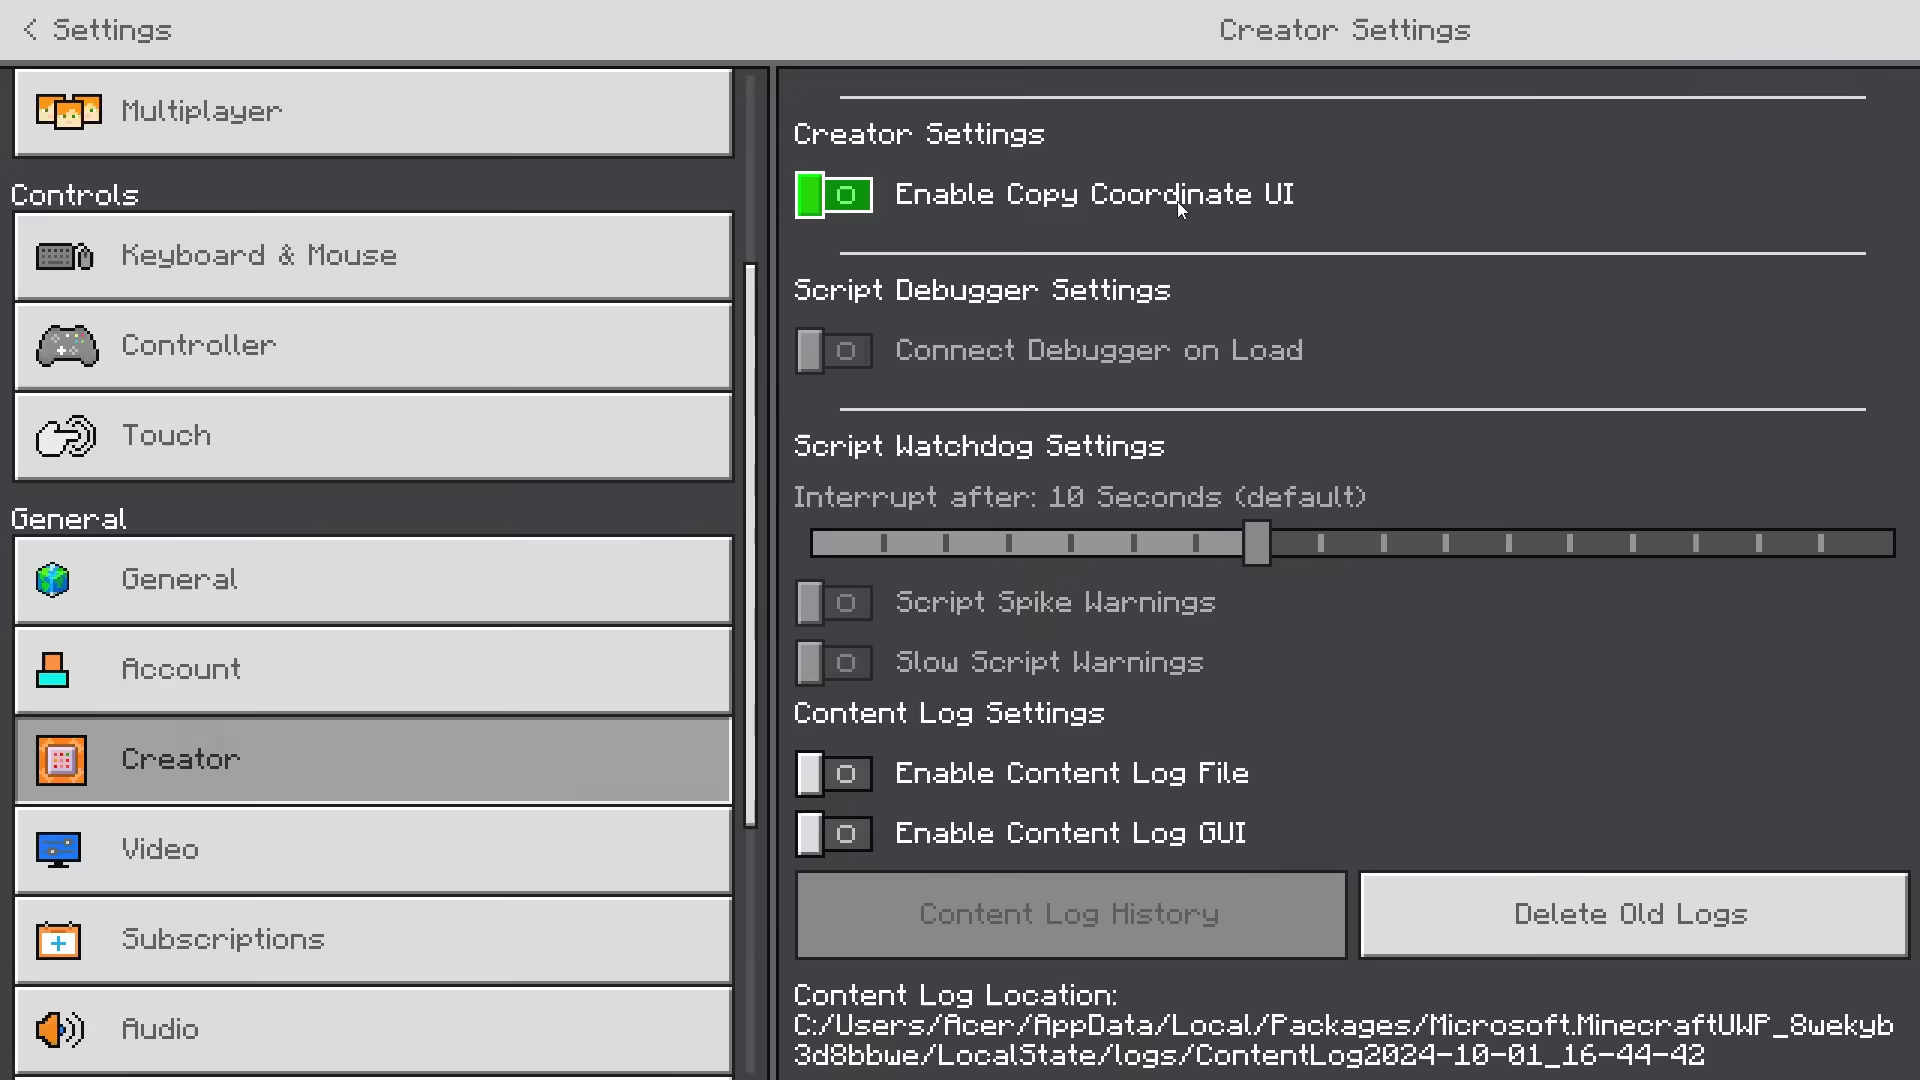 Settings
Creator Settings
Multiplayer
Controls
Keyboard & Mouse
Controller
Touch
General
General
Account
Creator
Video
Subscriptions
Audio
Creator Settings
Enable Copy Coordinate UI
Script Debugger Settings
Connect Debugger on Load
Script Watchdog Settings
Interrupt after: 10 Seconds (default)
Script Spike Warnings
Slow Script Warnings
Content Log Settings
Enable Content Log File
Enable Content Log GUI
Content Log History
Delete Old Logs
Content Log Location:
C:/Users/Acer/AppData/Local/Packages/Microsoft.MinecraftUWP_8wekyb
3d8bbwe/LocalState/logs/ContentLog2024-10-01_16-44-42